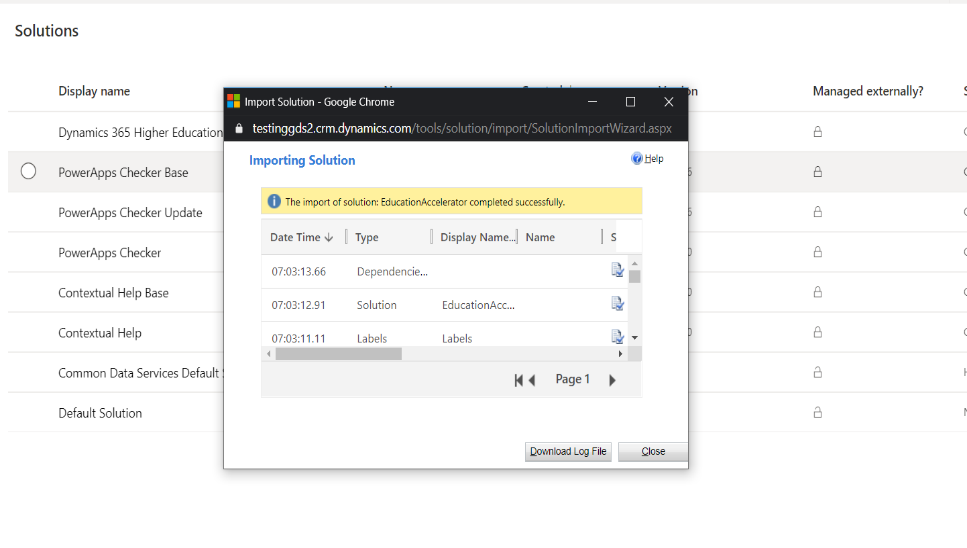 Solutions
Display name
Managed externally?
Dynamics 365 Higher Education
PowerApps Checker Base
PowerApps Checker Update
PowerApps Checker
Contextual Help Base
Contextual Help
Common Data Services Default
Default Solution
Import Solution - Google Chrome
testinggds2.crm.dynamics.com/tools/solution/import/SolutionImportWizard.aspx
Importing Solution
Help
The import of solution: EducationAccelerator completed successfully.
Date Time Type Display Name... Name S
07:03:13.66 Dependencie...
07:03:12.91 Solution EducationAcc...
07:03:11.11 Labels Labels
Page 1
Download Log File Close